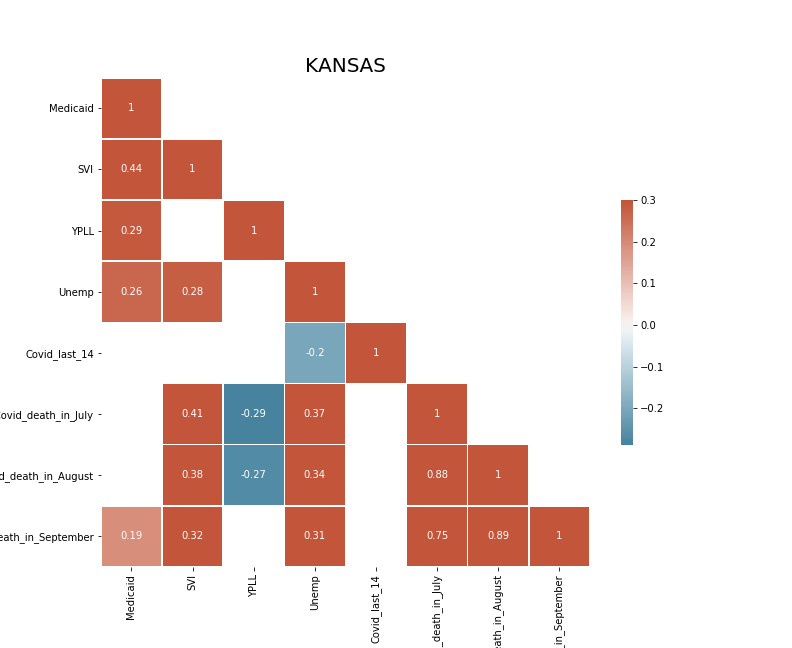 KANSAS
Medicaid 1
SVI 0.44 1
YPLL 0.29 1
Unemp 0.26 0.28 1
Covid_last_14 -0.2 1
ovid_death_in_July 0.41 -0.29 0.37 1
d_death_in_August 0.38 -0.27 0.34 0.88 1
eath_in_September 0.19 0.32 0.31 0.75 0.89 1
Medicaid
SVI
YPLL
Unemp
Covid_last_14
_death_in_July
eath_in_August
_in_September
0.3
0.2
0.1
0.0
−0.1
−0.2